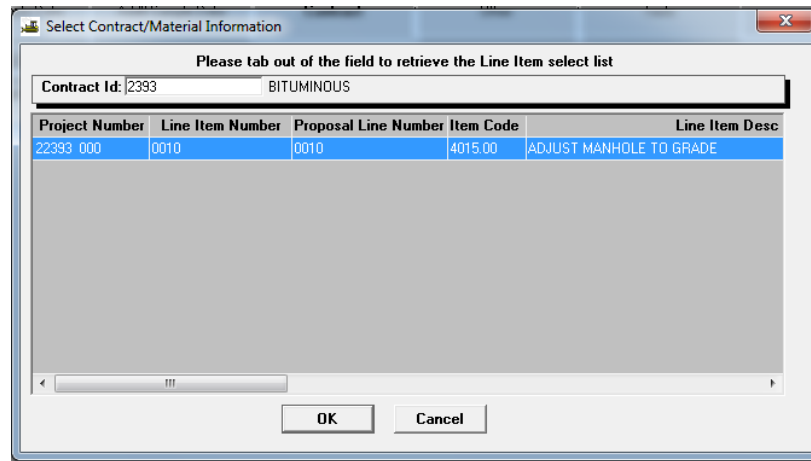 Select Contract/Material Information
Please tab out of the field to retrieve the Line Item select list
Contract Id: 2393 BITUMINOUS
Project Number Line Item Number Proposal Line Number Item Code Line Item Desc
22393 000 0010 0010 4015.00 ADJUST MANHOLE TO GRADE
OK Cancel